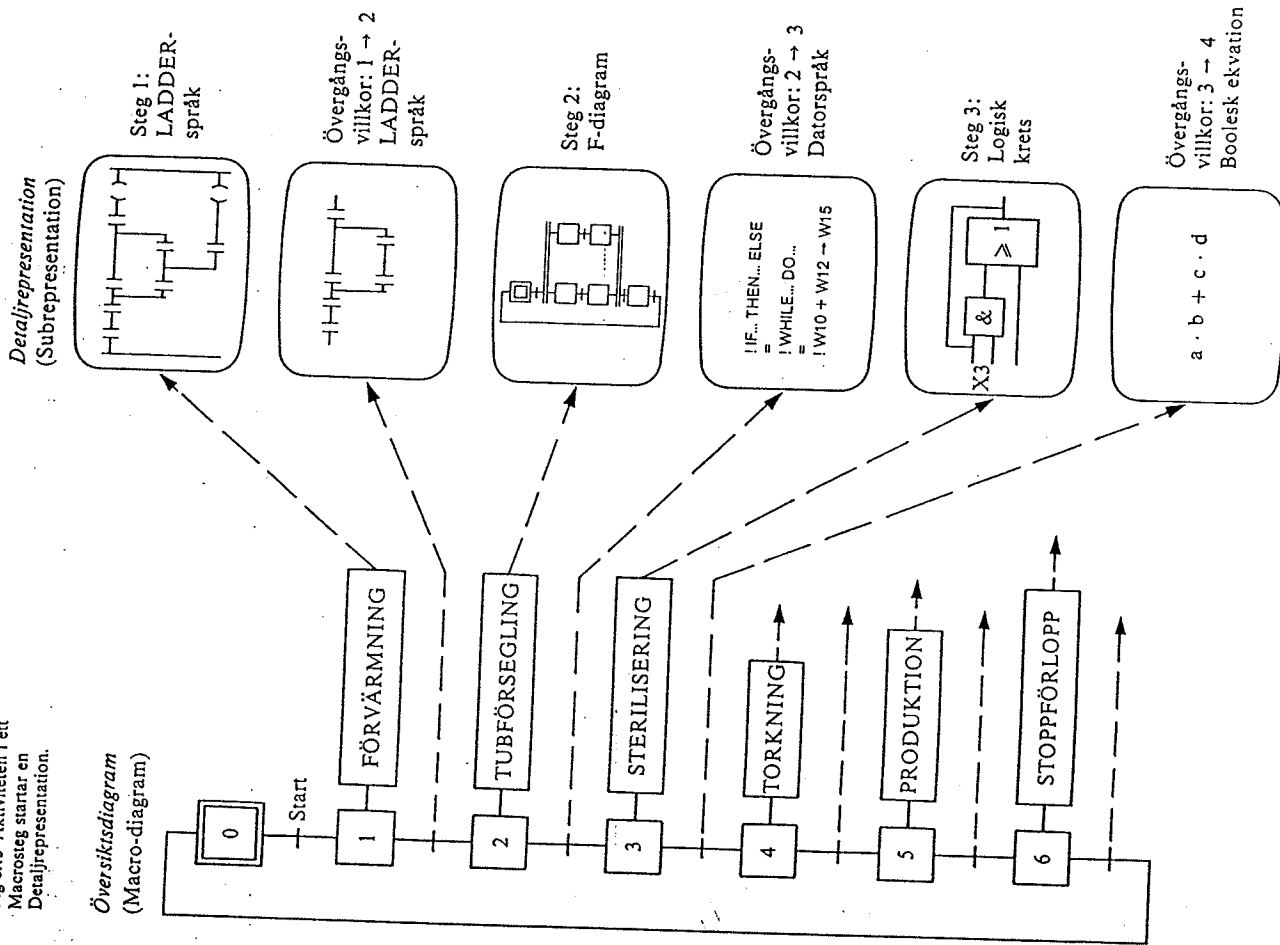 Macrosteg startar en
Detaljrepresentation.
Översiktsdiagram
(Macro-diagram)
0
Start
1
FÖRVÄRMNING
2
TUBFÖRSEGLING
3
STERILISERING
4
TORKNING
5
PRODUKTION
6
STOPPFÖRLOPP
Detaljrepresentation
(Subrepresentation)
Steg 1:
LADDER-
språk
Övergångs-
villkor: 1 → 2
LADDER-
språk
Steg 2:
F-diagram
! IF... THEN... ELSE
=
! WHILE... DO...
=
! W10 + W12 – W15
Övergångs-
villkor: 2 → 3
Datorspråk
X3
&
⩾ 1
Steg 3:
Logisk
krets
a · b + c · d
Övergångs-
villkor: 3 → 4
Boolesk ekvation